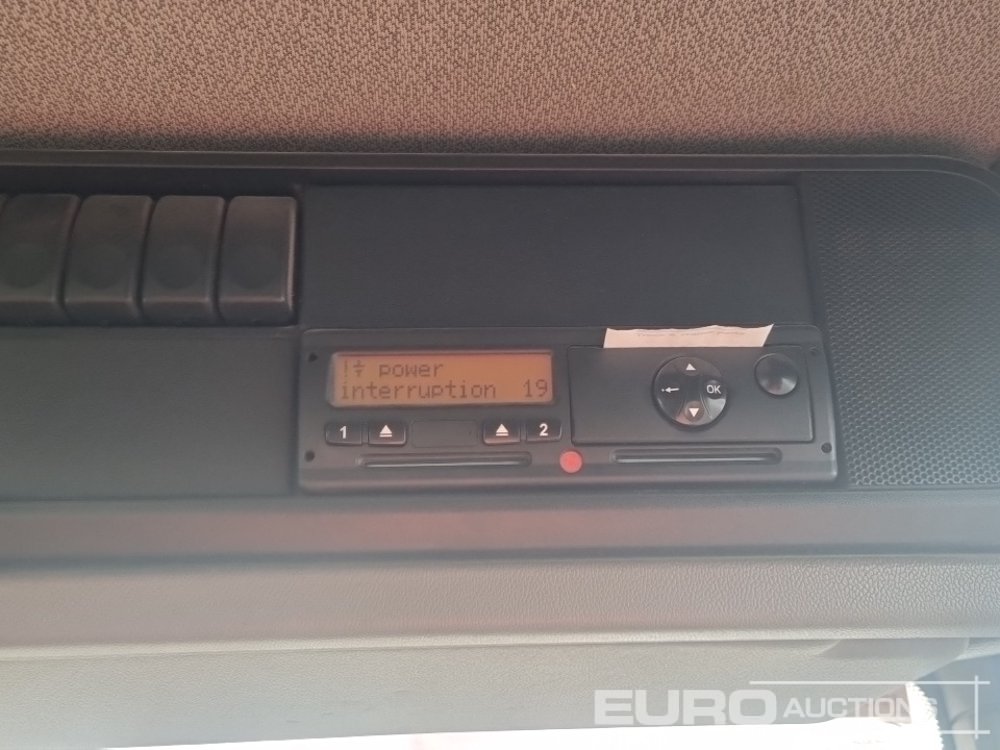 !÷ power
interruption 19
1 2
OK
EURO AUCTIONS